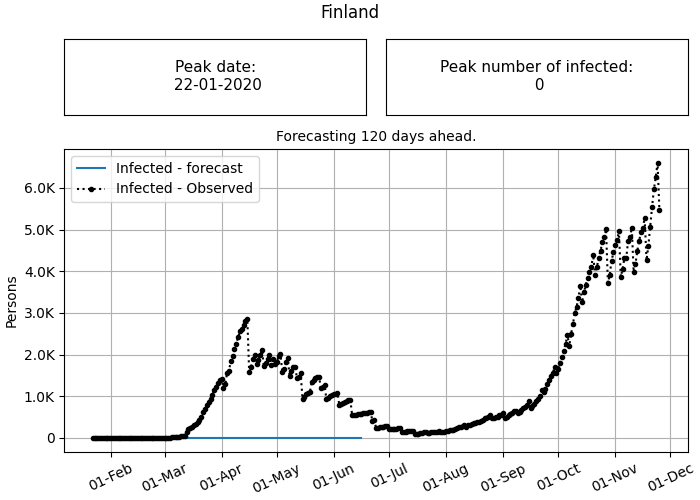 Finland
Peak date:
22-01-2020
Peak number of infected:
0
Forecasting 120 days ahead.
Infected - forecast
Infected - Observed
Persons
6.0K
5.0K
4.0K
3.0K
2.0K
1.0K
0
01-Feb
01-Mar
01-Apr
01-May
01-Jun
01-Jul
01-Aug
01-Sep
01-Oct
01-Nov
01-Dec